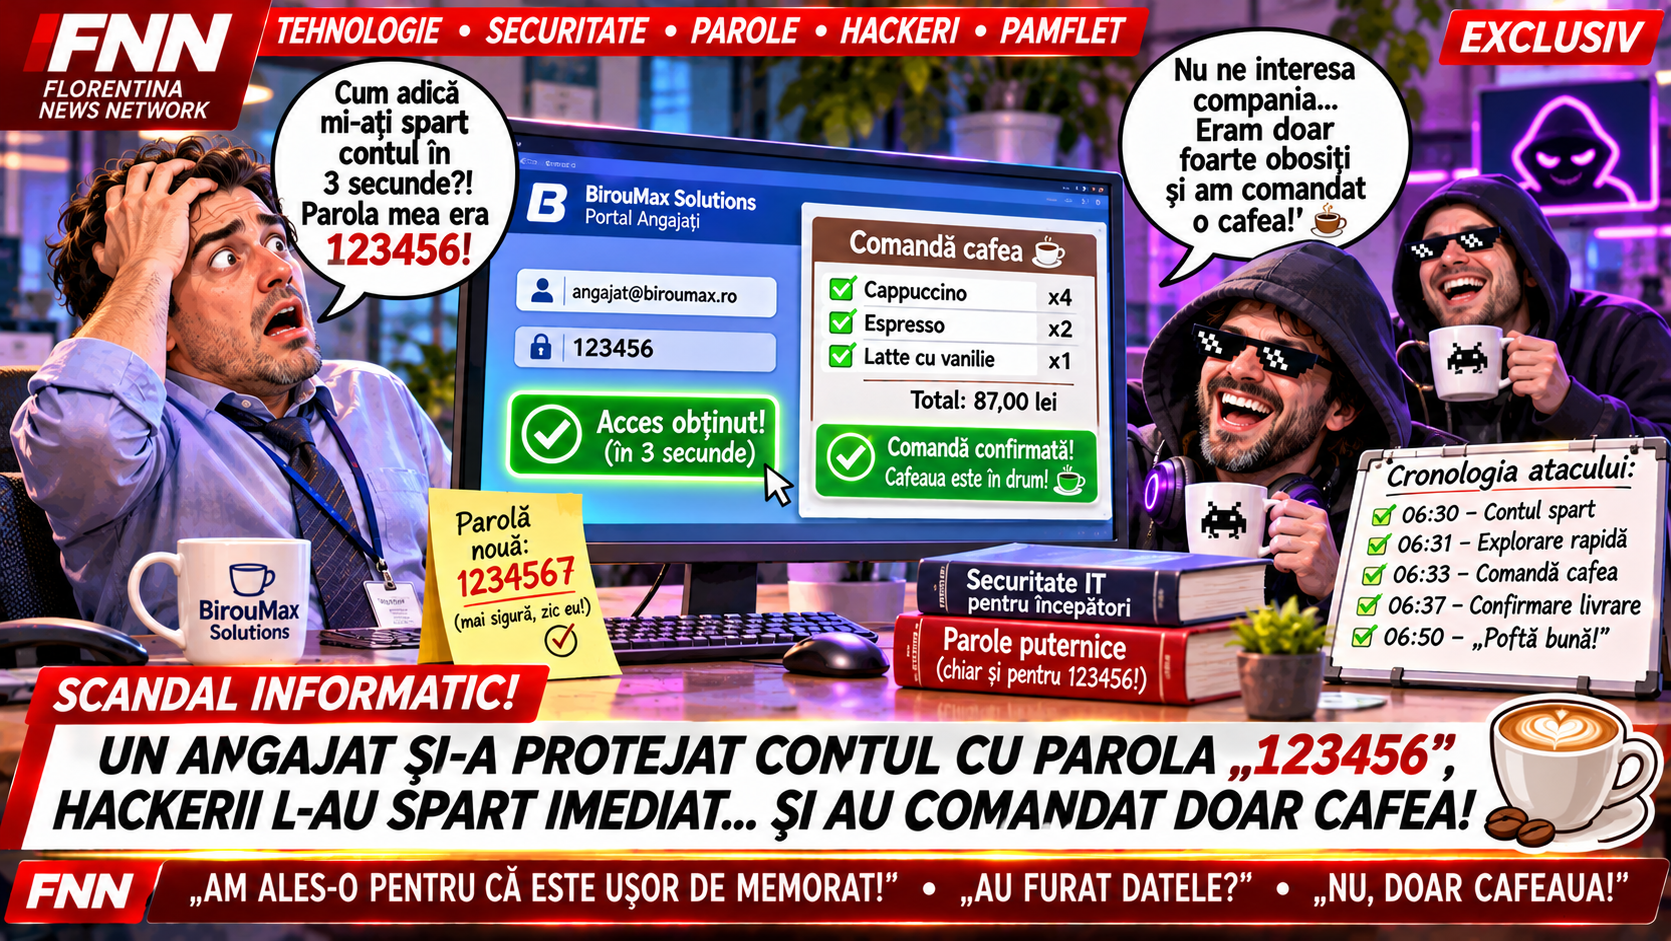 FNN
FLORENTINA
NEWS NETWORK
TEHNOLOGIE • SECURITATE • PAROLE • HACKERI • PAMFLET
EXCLUSIV
Cum adică
mi-ați spart
contul în
3 secunde?!
Parola mea era
123456!
Nu ne interesa
compania...
Eram doar
foarte obosiți
și am comandat
o cafea!'
B
BirouMax Solutions
Portal Angajați
angajat@biroumax.ro
123456
Acces obținut!
(în 3 secunde)
Comandă cafea
Cappuccino x4
Espresso x2
Latte cu vanilie x1
Total: 87,00 lei
Comandă confirmată!
Cafeaua este în drum!
Cronologia atacului:
06:30 – Contul spart
06:31 – Explorare rapidă
06:33 – Comandă cafea
06:37 – Confirmare livrare
06:50 – „Poftă bună!”
Parolă
nouă:
1234567
(mai sigură, zic eu!)
BirouMax
Solutions
Securitate IT
pentru începători
Parole puternice
(chiar și pentru 123456!)
SCANDAL INFORMATIC!
UN ANGAJAT ȘI-A PROTEJAT CONTUL CU PAROLA „123456”,
HACKERII L-AU SPART IMEDIAT... ȘI AU COMANDAT DOAR CAFEA!
FNN
„AM ALES-O PENTRU CĂ ESTE UȘOR DE MEMORAT!” • „AU FURAT DATELE?” • „NU, DOAR CAFEAUA!”